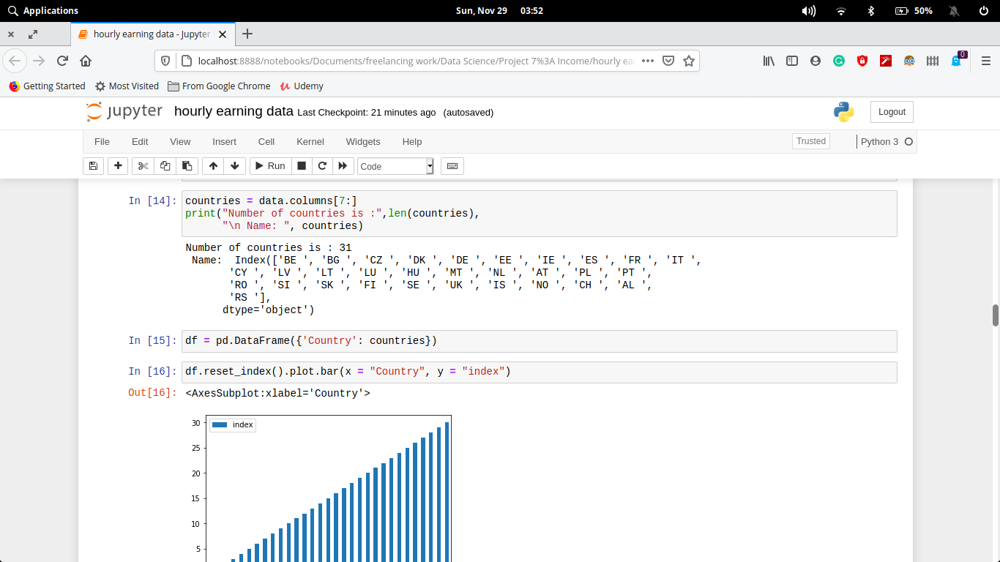 Applications
Sun, Nov 29 03:52
50%
hourly earning data - Jupyter
localhost:8888/notebooks/Documents/freelancing work/Data Science/Project 7%3A Income/hourly ea
0
Getting Started Most Visited From Google Chrome Udemy
jupyter hourly earning data Last Checkpoint: 21 minutes ago (autosaved)
Logout
File Edit View Insert Cell Kernel Widgets Help
Trusted
Python 3
Run
Code
In [14]: countries = data.columns[7:]
print("Number of countries is :",len(countries),
"\n Name: ", countries)
Number of countries is : 31
Name:  Index(['BE ', 'BG ', 'CZ ', 'DK ', 'DE ', 'EE ', 'IE ', 'ES ', 'FR ', 'IT ',
'CY ', 'LV ', 'LT ', 'LU ', 'HU ', 'MT ', 'NL ', 'AT ', 'PL ', 'PT ',
'RO ', 'SI ', 'SK ', 'FI ', 'SE ', 'UK ', 'IS ', 'NO ', 'CH ', 'AL ',
'RS '],
dtype='object')
In [15]: df = pd.DataFrame({'Country': countries})
In [16]: df.reset_index().plot.bar(x = "Country", y = "index")
Out[16]: <AxesSubplot:xlabel='Country'>
index
30
25
20
15
10
5